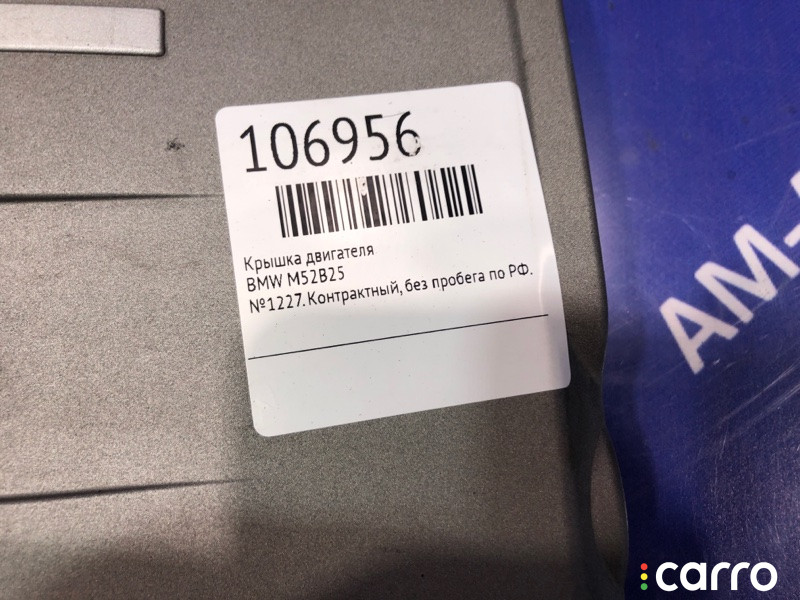 106956
Крышка двигателя
BMW M52B25
№1227. Контрактный, без пробега по РФ.
AM-
carro